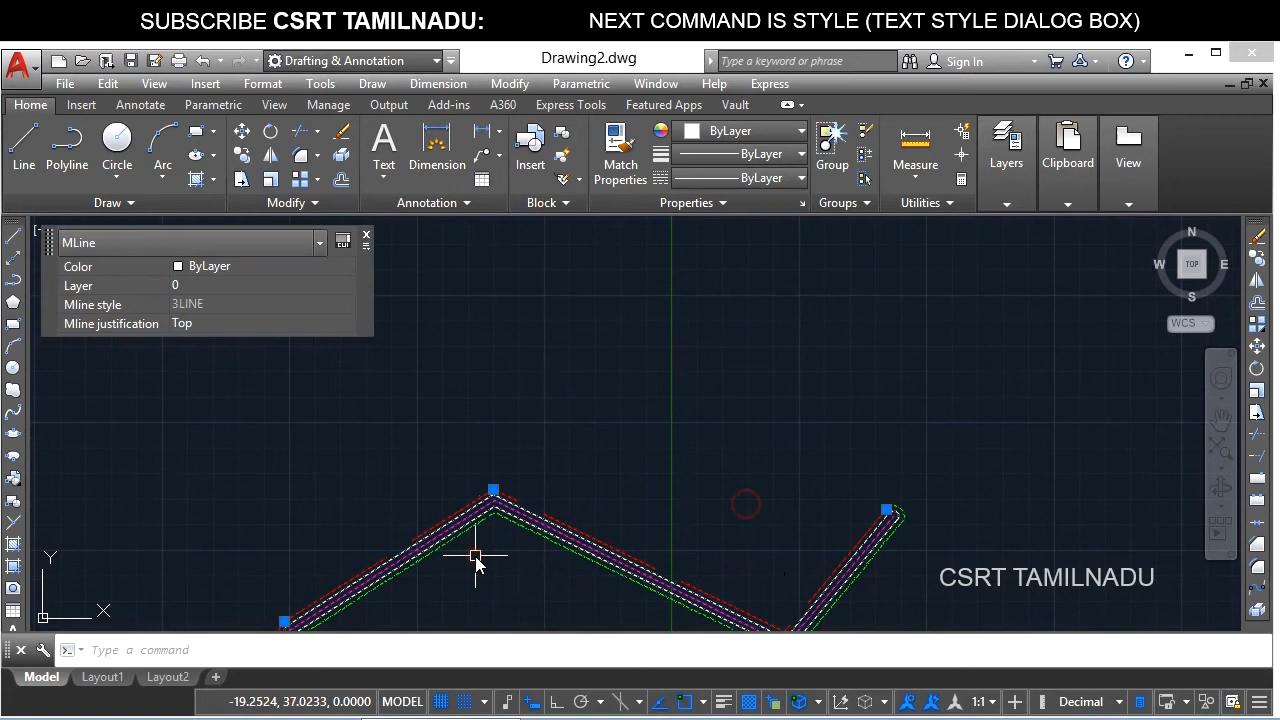 SUBSCRIBE CSRT TAMILNADU: NEXT COMMAND IS STYLE (TEXT STYLE DIALOG BOX)
Drafting & Annotation Drawing2.dwg Type a keyword or phrase Sign In
File Edit View Insert Format Tools Draw Dimension Modify Parametric Window Help Express
Home Insert Annotate Parametric View Manage Output Add-ins A360 Express Tools Featured Apps Vault
Line Polyline Circle Arc Text Dimension Insert Match Properties ByLayer Group Measure Layers Clipboard View
ByLayer
ByLayer
Draw Modify Annotation Block Properties Groups Utilities
MLine
Color ByLayer
Layer 0
Mline style 3LINE
Mline justification Top
N
W TOP E
S
WCS
CSRT TAMILNADU
Y
X
Type a command
Model Layout1 Layout2 +
-19.2524, 37.0233, 0.0000 MODEL 1:1 Decimal